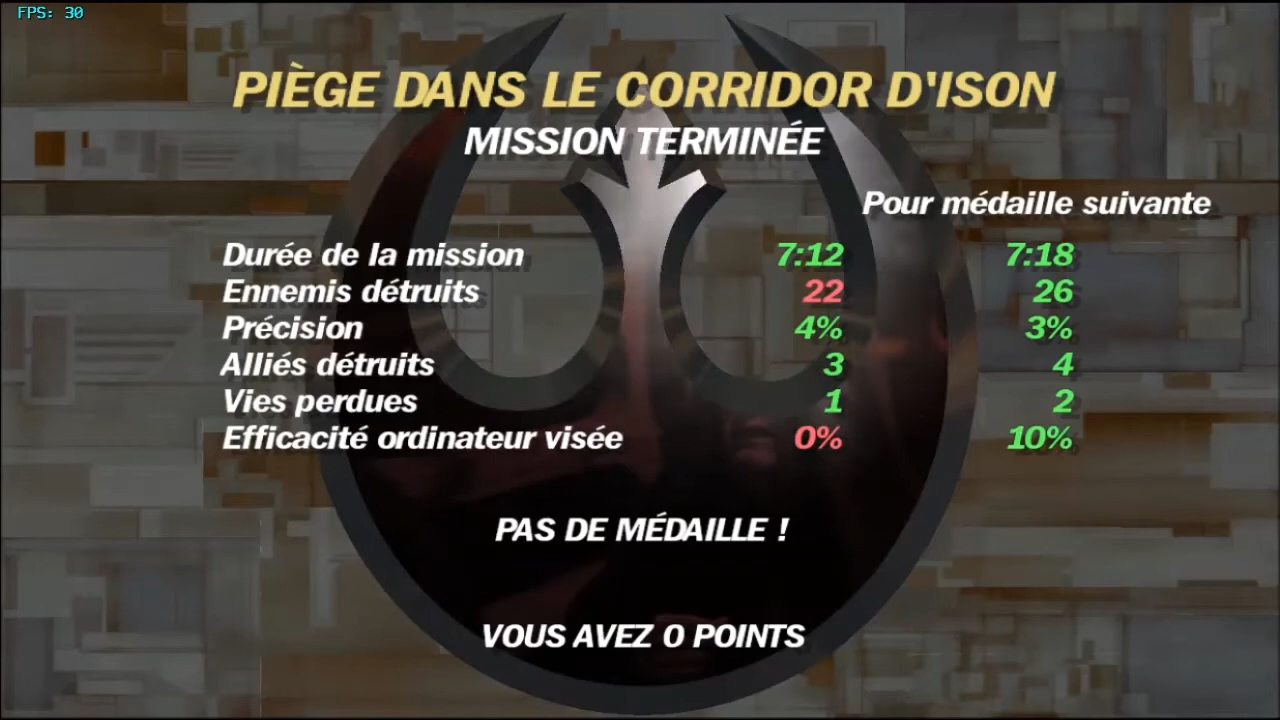 FPS: 30
PIÈGE DANS LE CORRIDOR D'ISON
MISSION TERMINÉE
Pour médaille suivante
Durée de la mission 7:12 7:18
Ennemis détruits 22 26
Précision 4% 3%
Alliés détruits 3 4
Vies perdues 1 2
Efficacité ordinateur visée 0% 10%
PAS DE MÉDAILLE !
VOUS AVEZ 0 POINTS